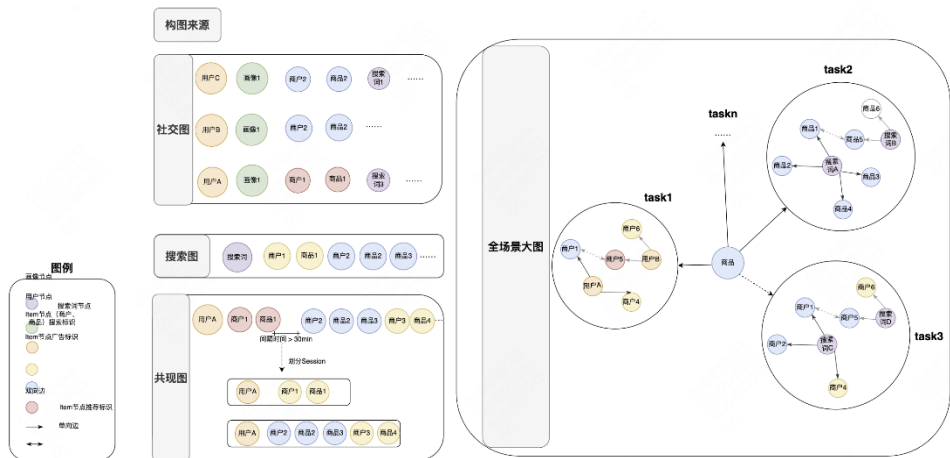 构图来源
社交图
用户C
画像1
商户2
商品2
搜索
词1
......
用户B
画像1
商户2
商品2
......
用户A
画像1
商户1
商品1
搜索
词3
......
搜索图
搜索词
商户1
商品1
商户2
商品2
商品3
......
共现图
用户A
商户1
商品1
商户2
商品2
商品3
商户3
商品4
...
间隔时间 > 30min
划分Session
用户A
商户1
商品1
用户A
商户2
商品2
商品3
商户3
商品4
图例
画像节点
用户节点
搜索词节点
Item节点（商户、
商品）搜索标识
Item节点广告标识
双向边
Item节点推荐标识
单向边
全场景大图
task1
商户6
商户1
商户5
用户B
用户A
商户4
taskn
......
商品
task2
商品6
商品1
商品5
搜索
词B
商品2
搜索
词A
商品3
商品4
task3
商户6
商户1
商户5
搜索
词D
商户2
搜索
词C
商户4